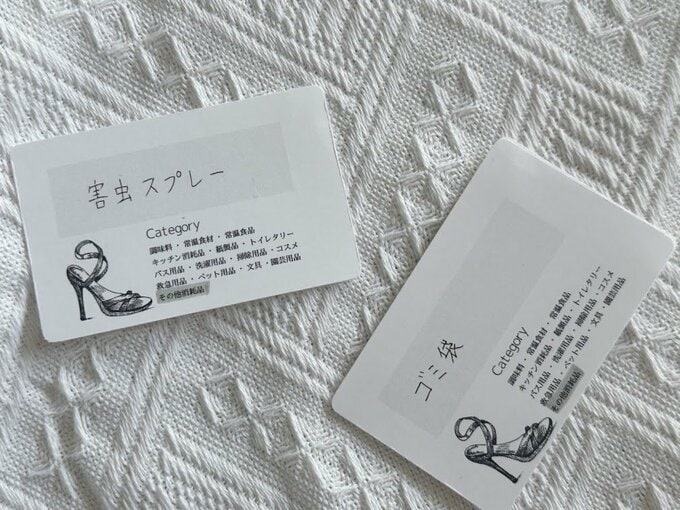 害虫スプレー
Category
調味料・常温食材・常温食品
キッチン消耗品・紙製品・トイレタリー
バス用品・洗濯用品・掃除用品・コスメ
救急用品・ペット用品・文具・園芸用品
その他消耗品
ゴミ袋
Category
調味料・常温食材・常温食品
キッチン消耗品・紙製品・トイレタリー
バス用品・洗濯用品・掃除用品・コスメ
救急用品・ペット用品・文具・園芸用品
その他消耗品